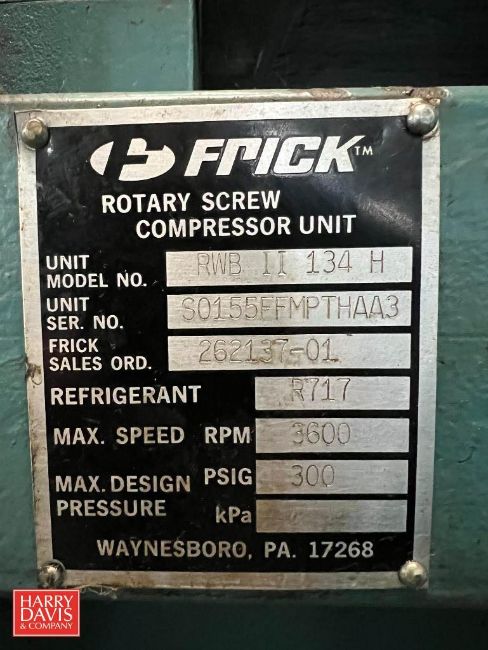 FRICK™
ROTARY SCREW
COMPRESSOR UNIT
UNIT
MODEL NO. RWB II 134 H
UNIT
SER. NO. S0155FFMPTHAA3
FRICK
SALES ORD. 262137-01
REFRIGERANT R717
MAX. SPEED RPM 3600
MAX. DESIGN
PRESSURE
PSIG 300
kPa
WAYNESBORO, PA. 17268
HARRY
DAVIS
& COMPANY